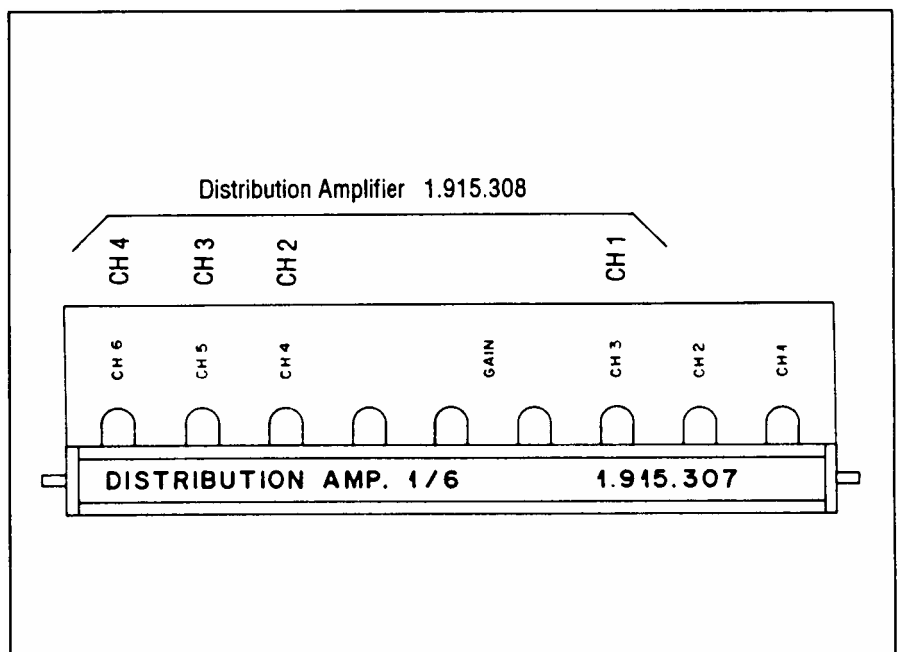 Distribution Amplifier 1.915.308
CH 4 CH 3 CH 2 CH 1
CH 6 CH 5 CH 4 GAIN CH 3 CH 2 CH 1
DISTRIBUTION AMP. 1/6 1.915.307